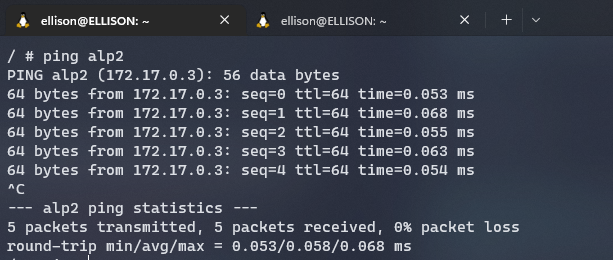 ellison@ELLISON: ~
ellison@ELLISON: ~
/ # ping alp2
PING alp2 (172.17.0.3): 56 data bytes
64 bytes from 172.17.0.3: seq=0 ttl=64 time=0.053 ms
64 bytes from 172.17.0.3: seq=1 ttl=64 time=0.068 ms
64 bytes from 172.17.0.3: seq=2 ttl=64 time=0.055 ms
64 bytes from 172.17.0.3: seq=3 ttl=64 time=0.063 ms
64 bytes from 172.17.0.3: seq=4 ttl=64 time=0.054 ms
^C
--- alp2 ping statistics ---
5 packets transmitted, 5 packets received, 0% packet loss
round-trip min/avg/max = 0.053/0.058/0.068 ms